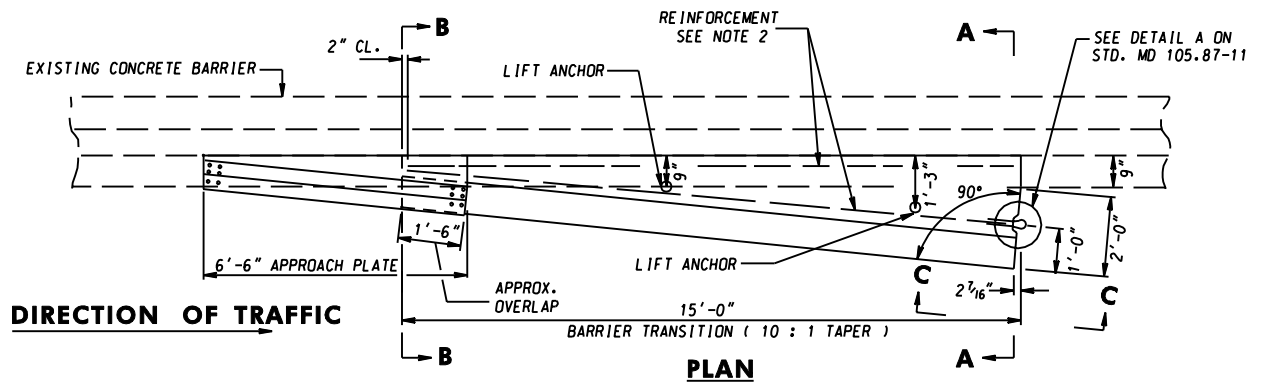 B
A
REINFORCEMENT
SEE NOTE 2
SEE DETAIL A ON
STD. MD 105.87-11
2" CL.
EXISTING CONCRETE BARRIER
LIFT ANCHOR
9"
1'-3"
9"
90°
1'-6"
1'-0"
2'-0"
6'-6" APPROACH PLATE
LIFT ANCHOR
C
2 7/16"
C
APPROX.
OVERLAP
DIRECTION OF TRAFFIC
15'-0"
BARRIER TRANSITION ( 10 : 1 TAPER )
B
A
PLAN